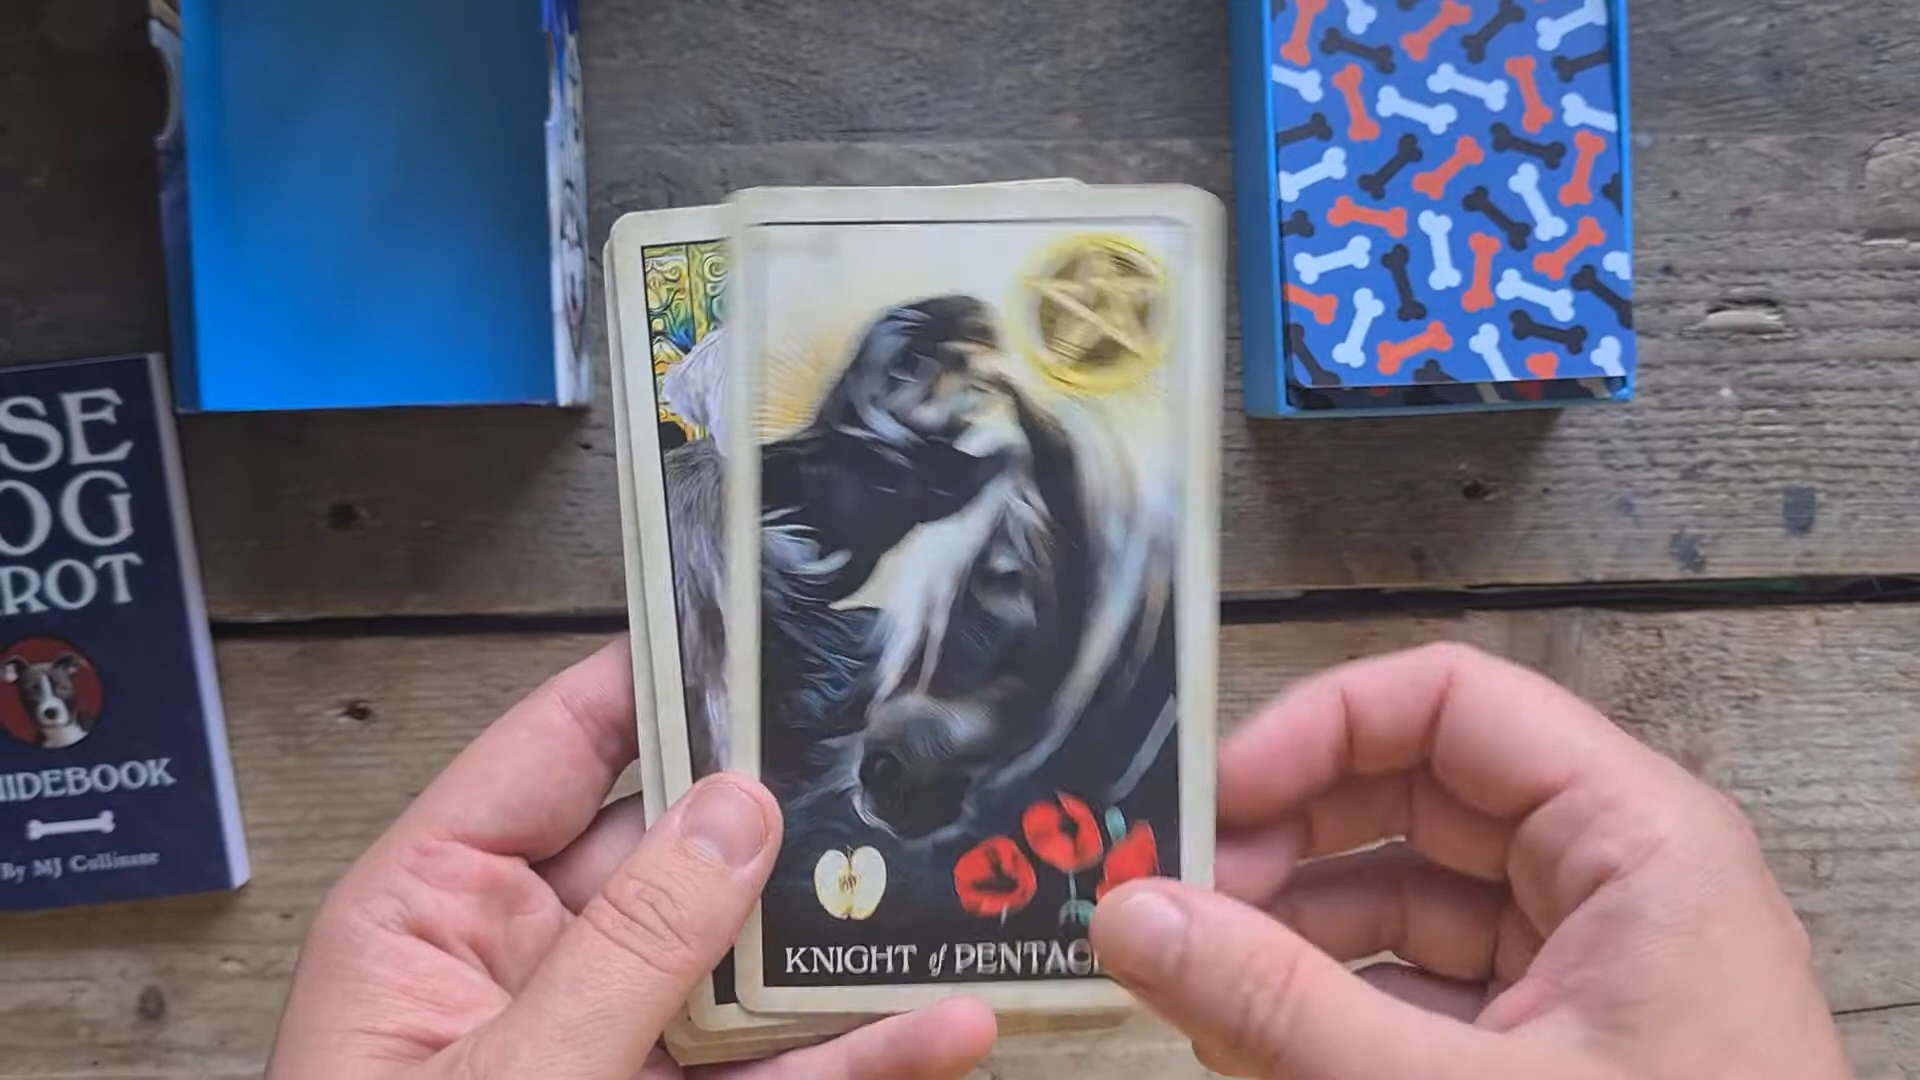 SE
OG
ROT
IDEBOOK
By MJ Cullinane
KNIGHT of PENTAC